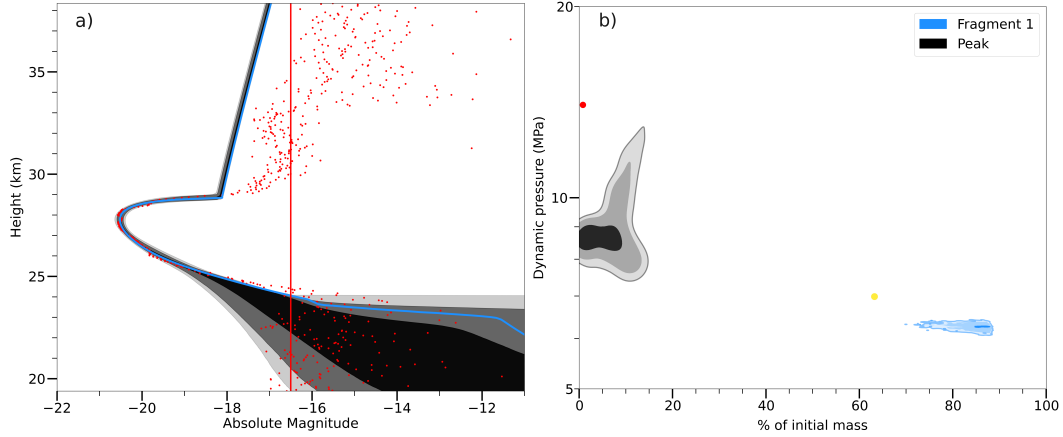 a)
35
30
25
20
Height (km)
−22
−20
−18
−16
−14
−12
Absolute Magnitude
b)
Fragment 1
Peak
20
10
5
Dynamic pressure (MPa)
0
20
40
60
80
100
% of initial mass